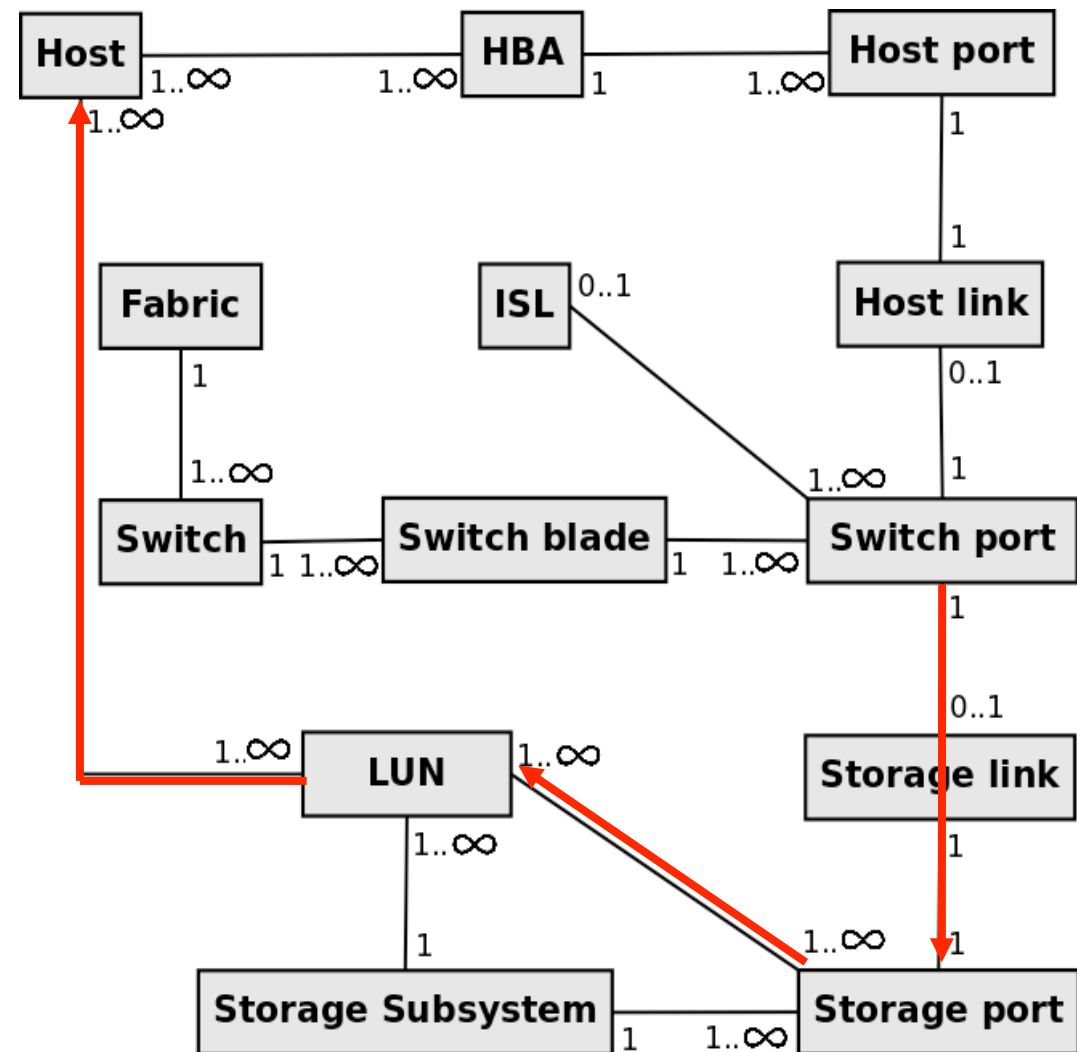 Host
HBA
Host port
1..∞
1..∞
1
1..∞
1..∞
1
1
Fabric
ISL
0..1
Host link
1
0..1
1..∞
1..∞
1
Switch
Switch blade
Switch port
1
1..∞
1
1..∞
1
0..1
1..∞
LUN
1..∞
Storage link
1..∞
1
1..∞
1
1
Storage Subsystem
Storage port
1
1..∞